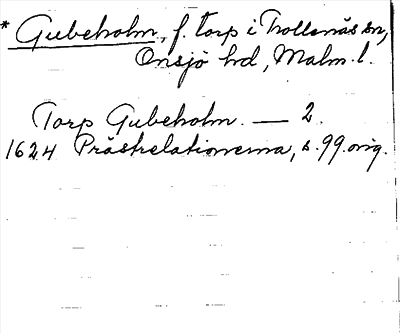 * Gubeholm, f. torp i Trollenäs sn,
Onsjö hd, Malm. l.
Torp Gubeholm. — 2.
1624 Prästrelationerna, s. 99. orig.